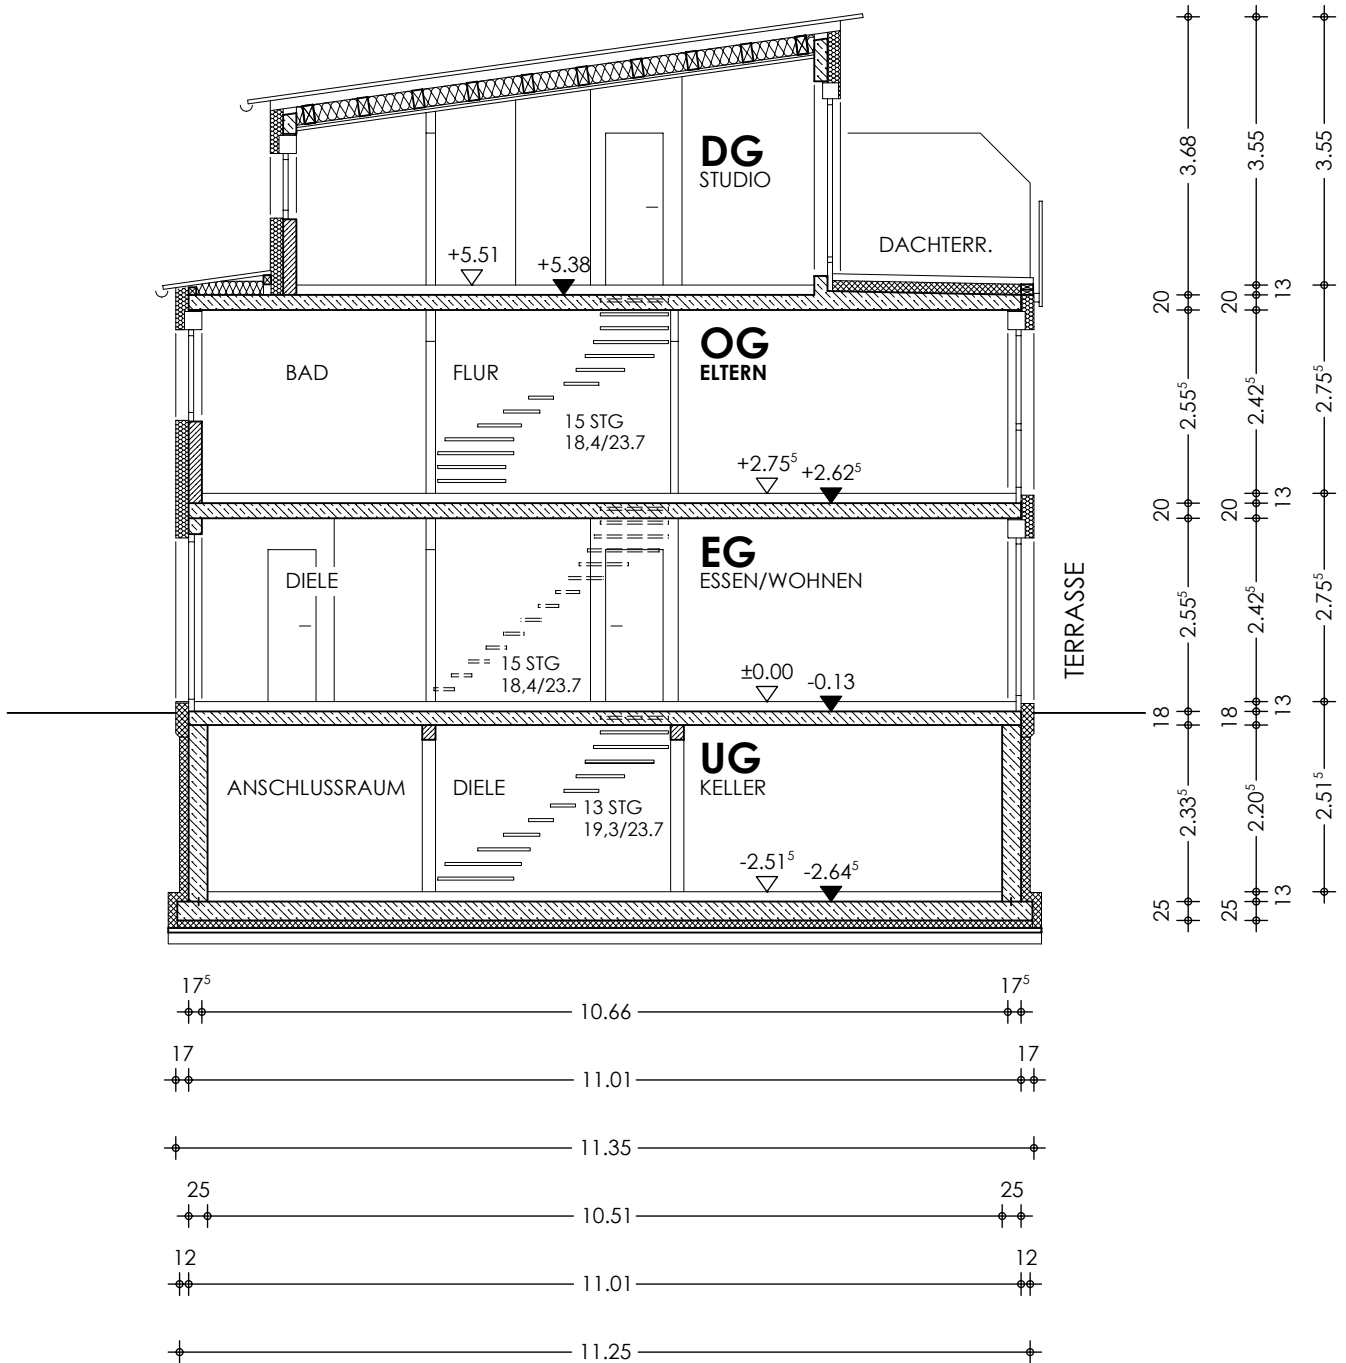 DG
STUDIO
DACHTERR.
+5.51
+5.38
OG
ELTERN
BAD
FLUR
15 STG
18,4/23.7
+2.75⁵
+2.62⁵
EG
ESSEN/WOHNEN
DIELE
TERRASSE
15 STG
18,4/23.7
±0.00
-0.13
UG
KELLER
ANSCHLUSSRAUM
DIELE
13 STG
19,3/23.7
-2.51⁵
-2.64⁵
3.68
20
2.55⁵
20
2.55⁵
18
2.33⁵
25
3.55
20
2.42⁵
20
2.42⁵
18
2.20⁵
25
13
13
13
13
3.55
2.75⁵
2.75⁵
2.51⁵
17⁵
10.66
17⁵
17
11.01
17
11.35
25
10.51
25
12
11.01
12
11.25